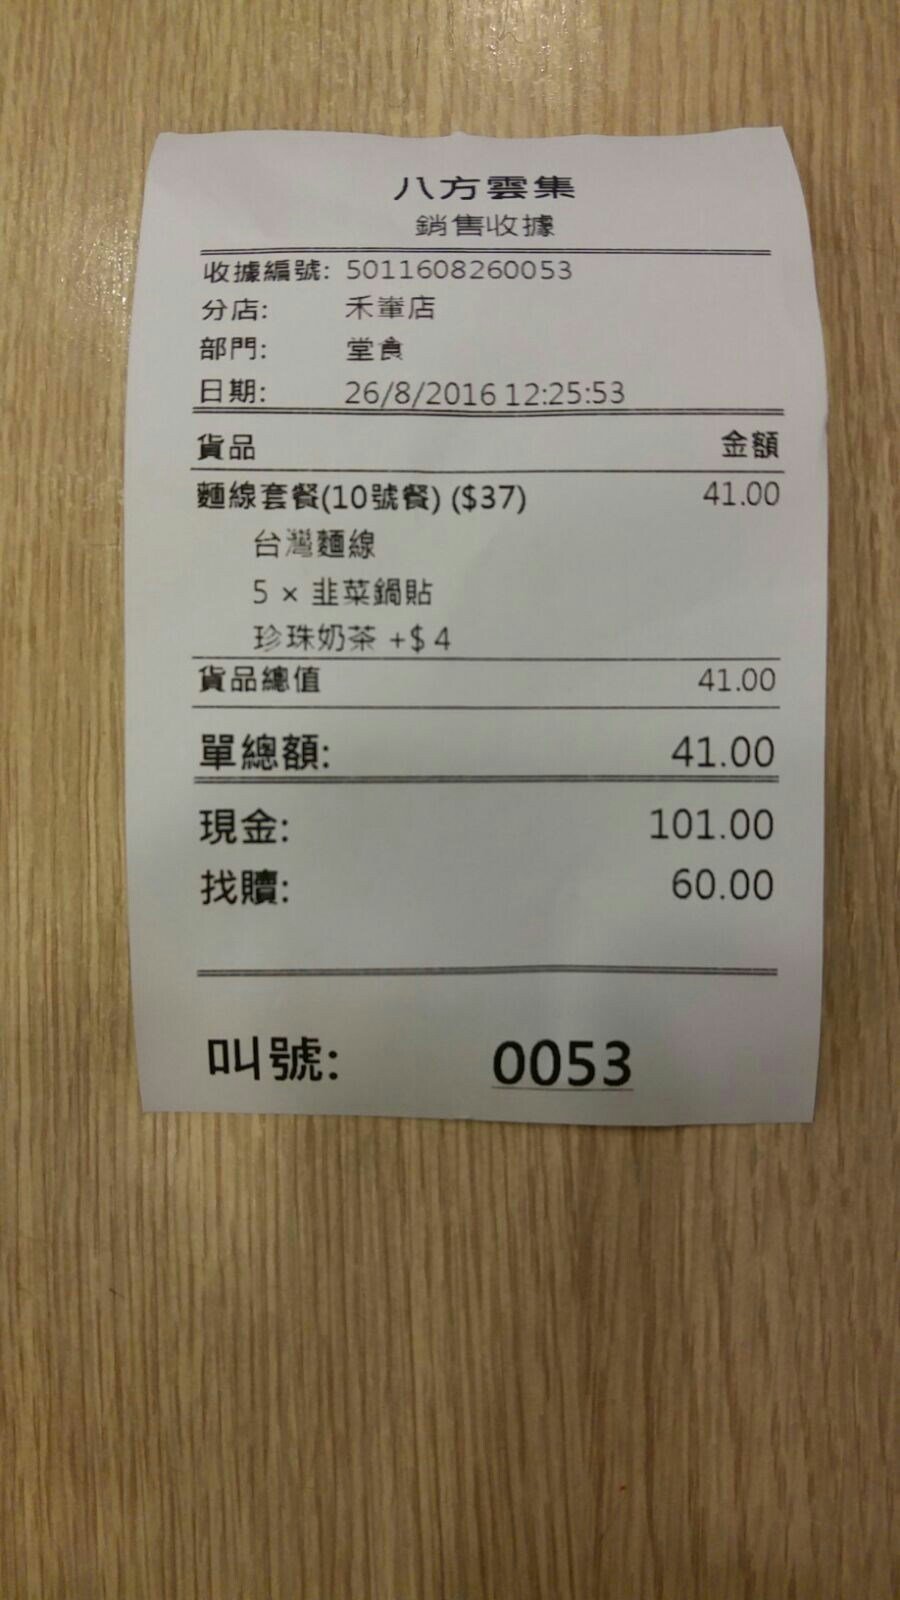 八方雲集
銷售收據
收據編號: 5011608260053
分店: 禾輋店
部門: 堂食
日期: 26/8/2016 12:25:53
貨品 金額
麵線套餐(10號餐) ($37) 41.00
台灣麵線
5 × 韭菜鍋貼
珍珠奶茶 +$ 4
貨品總值 41.00
單總額: 41.00
現金: 101.00
找贖: 60.00
叫號: 0053